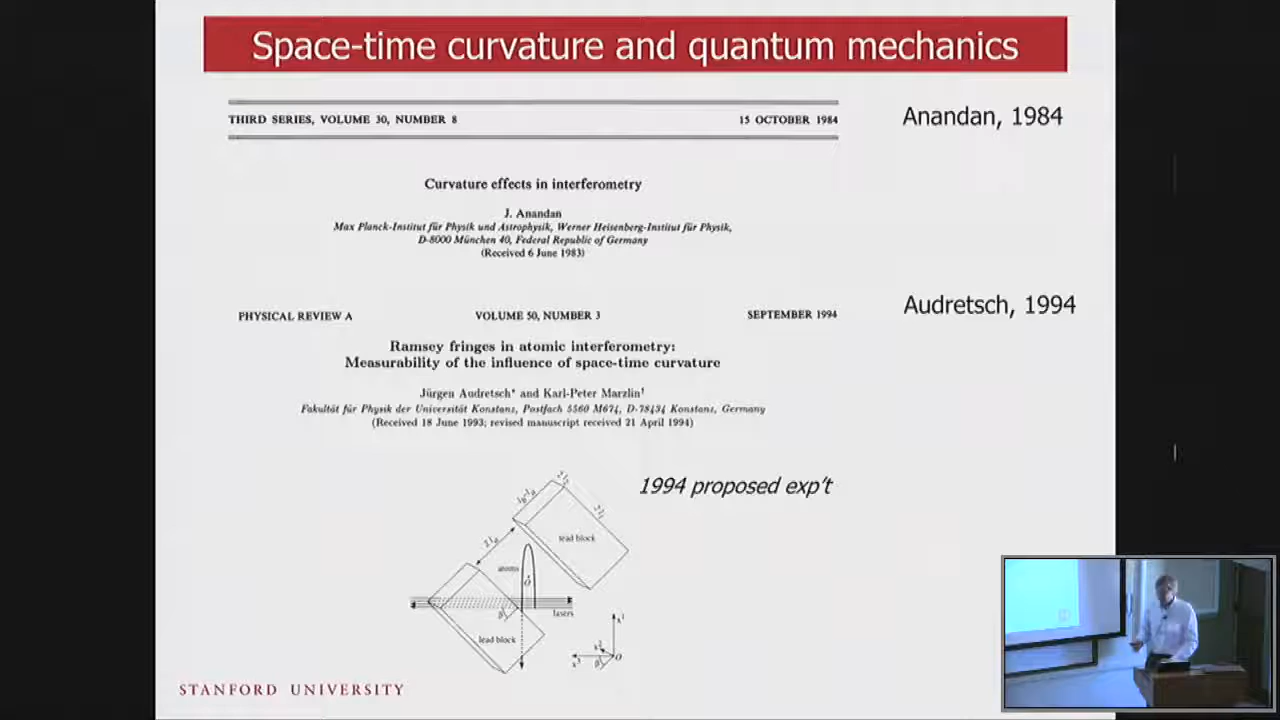 Space-time curvature and quantum mechanics
THIRD SERIES, VOLUME 30, NUMBER 8
15 OCTOBER 1984
Anandan, 1984
Curvature effects in interferometry
J. Anandan
Max Planck-Institut für Physik und Astrophysik, Werner Heisenberg-Institut für Physik,
D-8000 München 40, Federal Republic of Germany
(Received 6 June 1983)
Audretsch, 1994
PHYSICAL REVIEW A
VOLUME 50, NUMBER 3
SEPTEMBER 1994
Ramsey fringes in atomic interferometry:
Measurability of the influence of space-time curvature
Jürgen Audretsch* and Karl-Peter Marzlin†
Fakultät für Physik der Universität Konstanz, Postfach 5560 M674, D-78434 Konstanz, Germany
(Received 18 June 1993; revised manuscript received 21 April 1994)
1994 proposed exp't
lead block
atoms
lasers
lead block
O
STANFORD UNIVERSITY